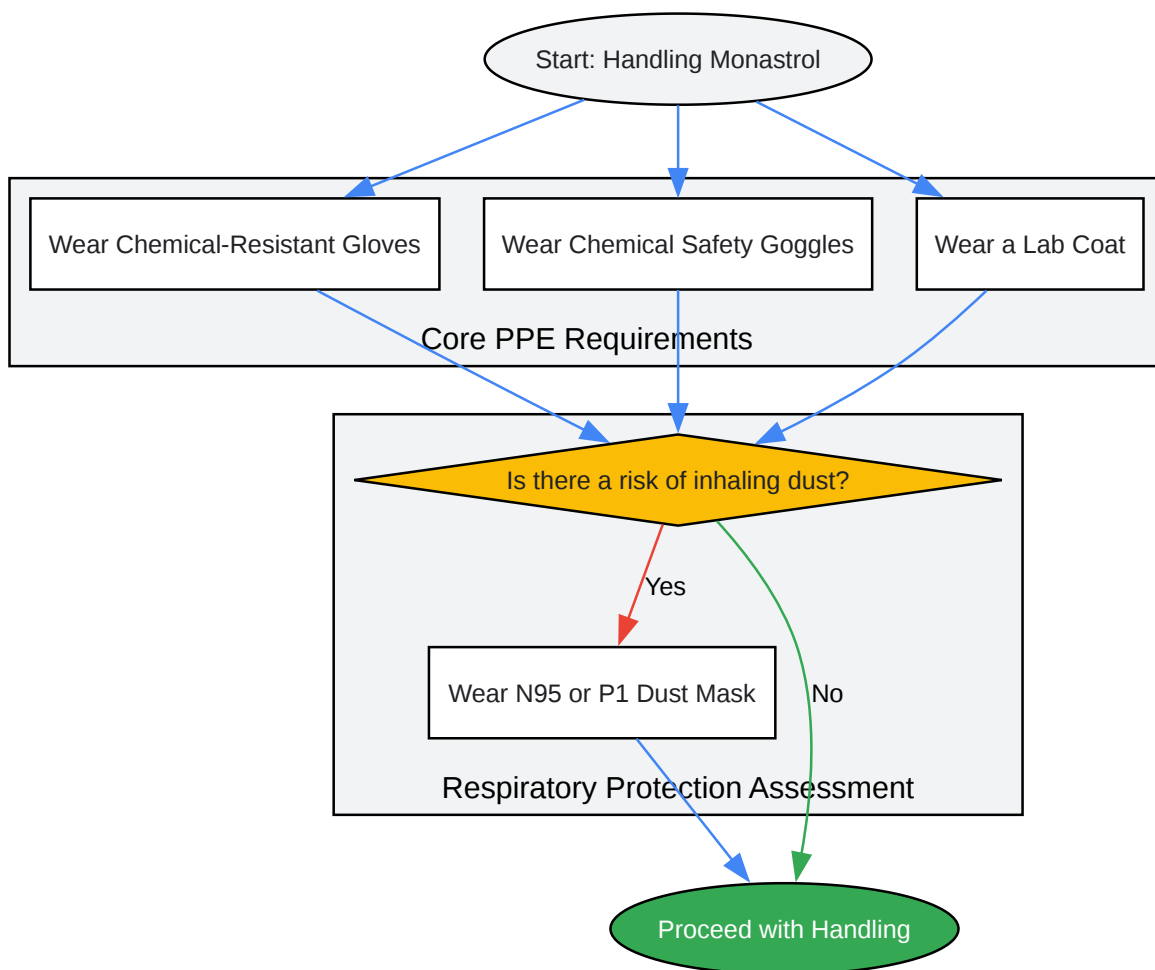 Start: Handling Monastrol
Wear Chemical-Resistant Gloves
Wear Chemical Safety Goggles
Wear a Lab Coat
Core PPE Requirements
Is there a risk of inhaling dust?
Yes
Wear N95 or P1 Dust Mask
No
Respiratory Protection Assessment
Proceed with Handling